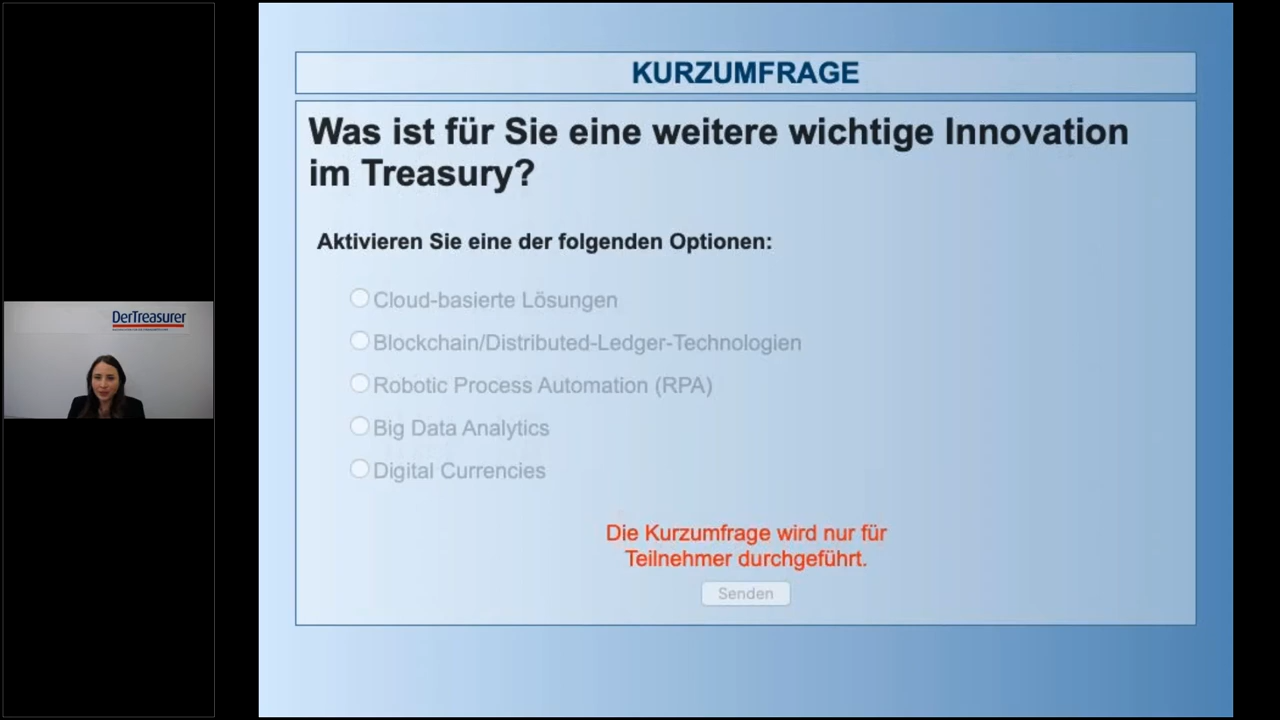 DerTreasurer
KURZUMFRAGE
Was ist für Sie eine weitere wichtige Innovation
im Treasury?
Aktivieren Sie eine der folgenden Optionen:
Cloud-basierte Lösungen
Blockchain/Distributed-Ledger-Technologien
Robotic Process Automation (RPA)
Big Data Analytics
Digital Currencies
Die Kurzumfrage wird nur für
Teilnehmer durchgeführt.
Senden